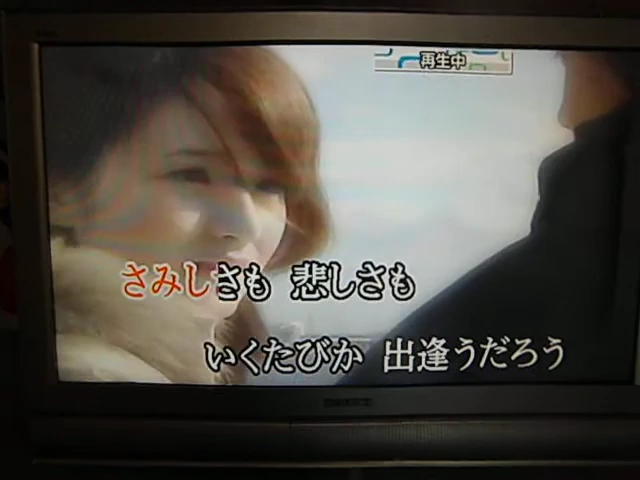 再生中
さみしさも 悲しさも
いくたびか 出逢うだろう